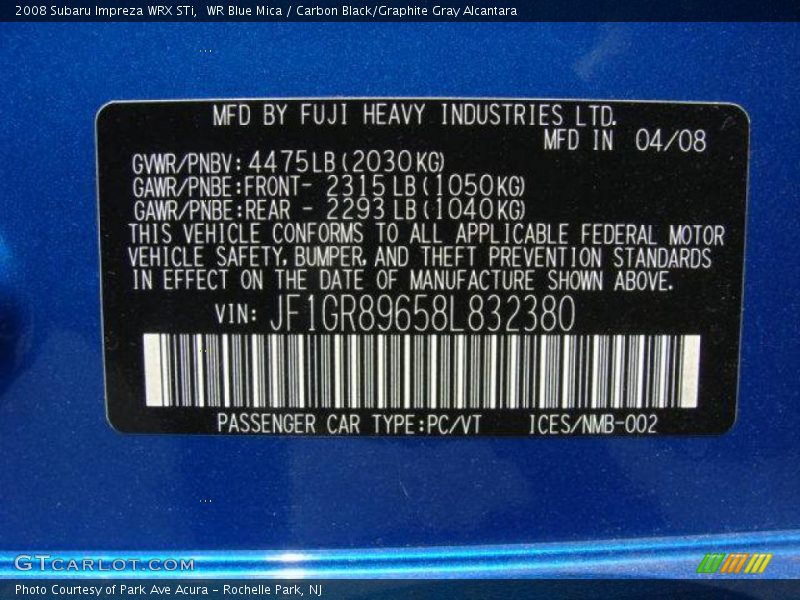 2008 Subaru Impreza WRX STi,  WR Blue Mica / Carbon Black/Graphite Gray Alcantara
MFD BY FUJI HEAVY INDUSTRIES LTD.
MFD IN 04/08
GVWR/PNBV: 4475LB(2030KG)
GAWR/PNBE:FRONT- 2315LB(1050KG)
GAWR/PNBE:REAR - 2293LB(1040KG)
THIS VEHICLE CONFORMS TO ALL APPLICABLE FEDERAL MOTOR
VEHICLE SAFETY, BUMPER, AND THEFT PREVENTION STANDARDS
IN EFFECT ON THE DATE OF MANUFACTURE SHOWN ABOVE.
VIN: JF1GR89658L832380
PASSENGER CAR TYPE:PC/VT ICES/NMB-002
GTCARLOT.COM
Photo Courtesy of Park Ave Acura - Rochelle Park, NJ